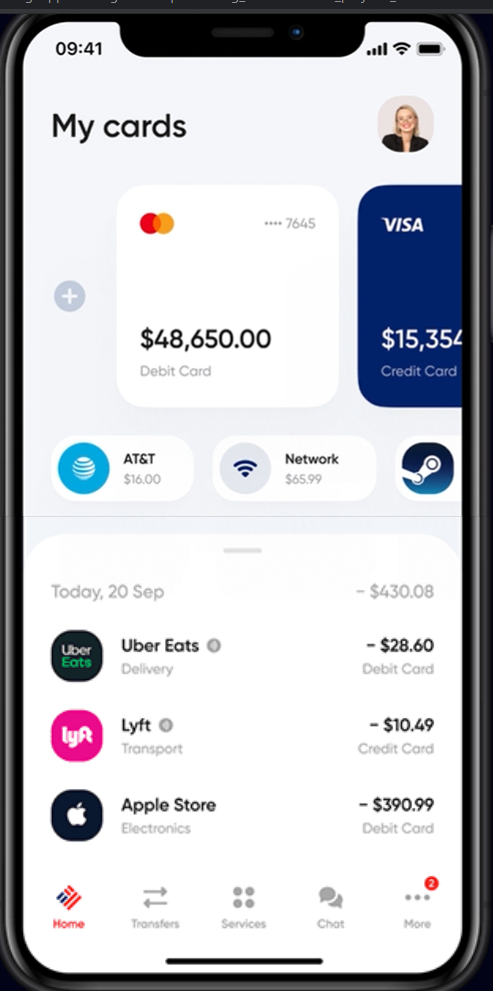 09:41
My cards
•••• 7645
VISA
$48,650.00
$15,354
Debit Card
Credit Card
AT&T
$16.00
Network
$65.99
Today, 20 Sep
– $430.08
Uber
Eats
Uber Eats
– $28.60
Delivery
Debit Card
lyft
Lyft
– $10.49
Transport
Credit Card
Apple Store
– $390.99
Electronics
Debit Card
2
Home
Transfers
Services
Chat
More